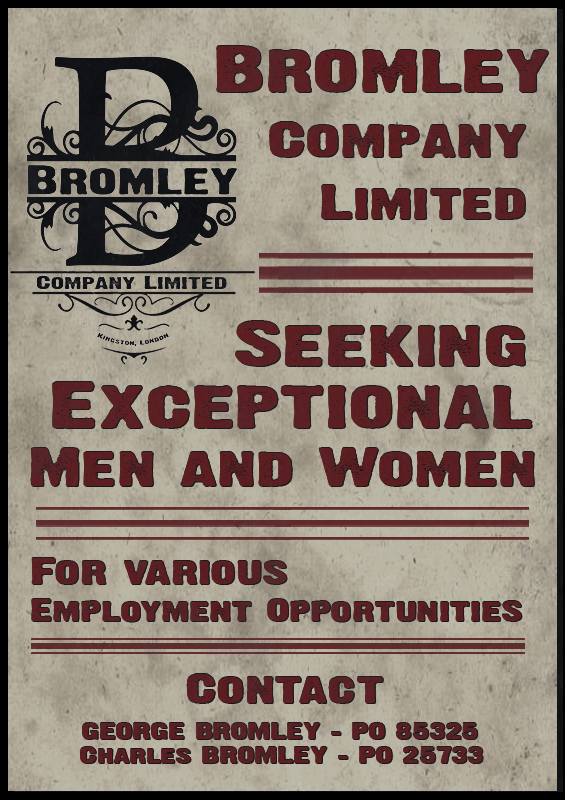 BROMLEY
COMPANY
LIMITED
B
BROMLEY
COMPANY LIMITED
KINGSTON, LONDON
SEEKING
EXCEPTIONAL
MEN AND WOMEN
FOR VARIOUS
EMPLOYMENT OPPORTUNITIES
CONTACT
GEORGE BROMLEY - PO 85325
CHARLES BROMLEY - PO 25733